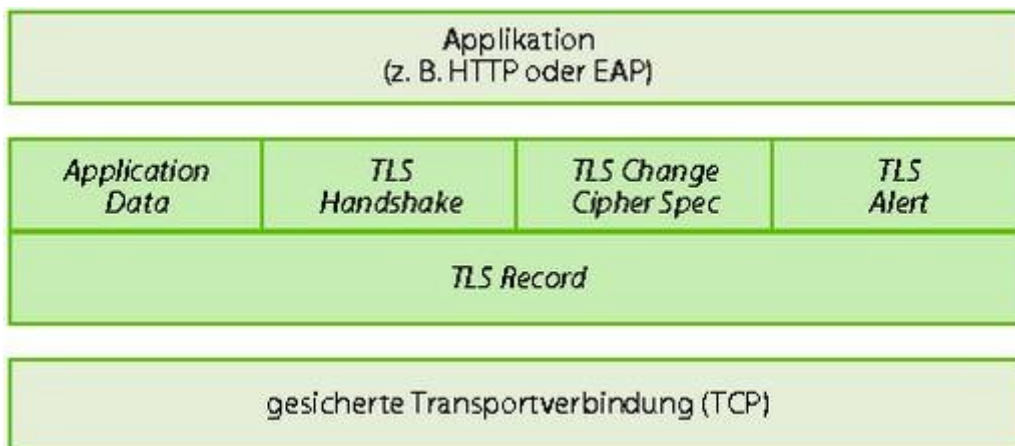 Applikation
(z. B. HTTP oder EAP)
Application
Data
TLS
Handshake
TLS Change
Cipher Spec
TLS
Alert
TLS Record
gesicherte Transportverbindung (TCP)